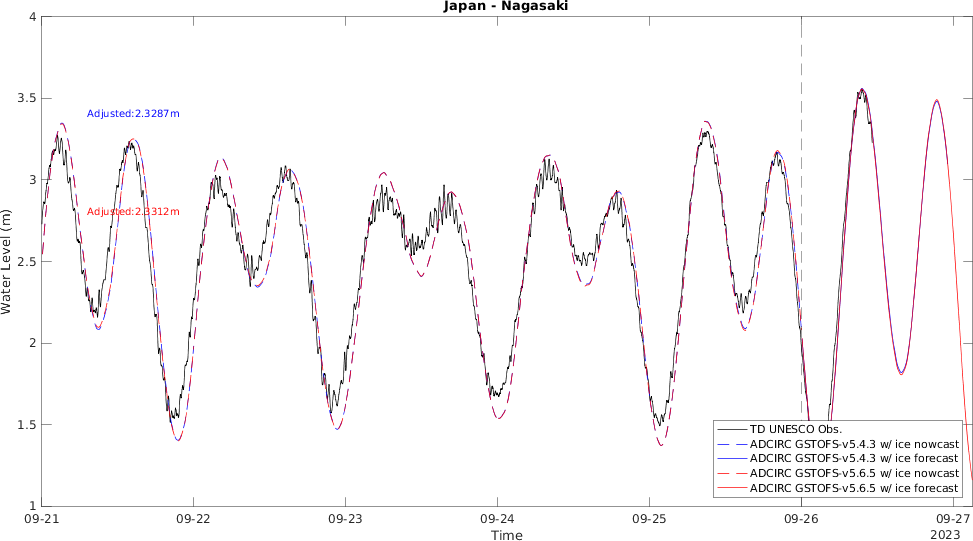 Japan - Nagasaki
4
3.5
3
2.5
2
1.5
1
Water Level (m)
Adjusted:2.3287m
Adjusted:2.3312m
TD UNESCO Obs.
ADCIRC GSTOFS-v5.4.3 w/ ice nowcast
ADCIRC GSTOFS-v5.4.3 w/ ice forecast
ADCIRC GSTOFS-v5.6.5 w/ ice nowcast
ADCIRC GSTOFS-v5.6.5 w/ ice forecast
09-21
09-22
09-23
09-24
09-25
09-26
09-27
2023
Time